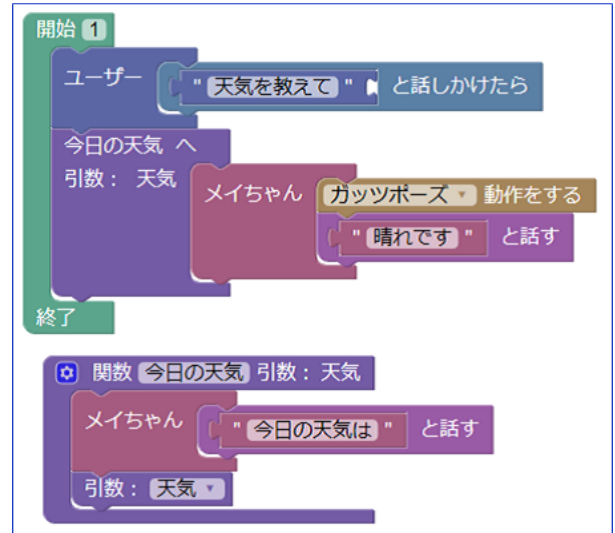 開始 1
ユーザー "天気を教えて" と話しかけたら
今日の天気 へ
引数： 天気
メイちゃん ガッツポーズ 動作をする
"晴れです" と話す
終了
関数 今日の天気 引数： 天気
メイちゃん "今日の天気は" と話す
引数： 天気